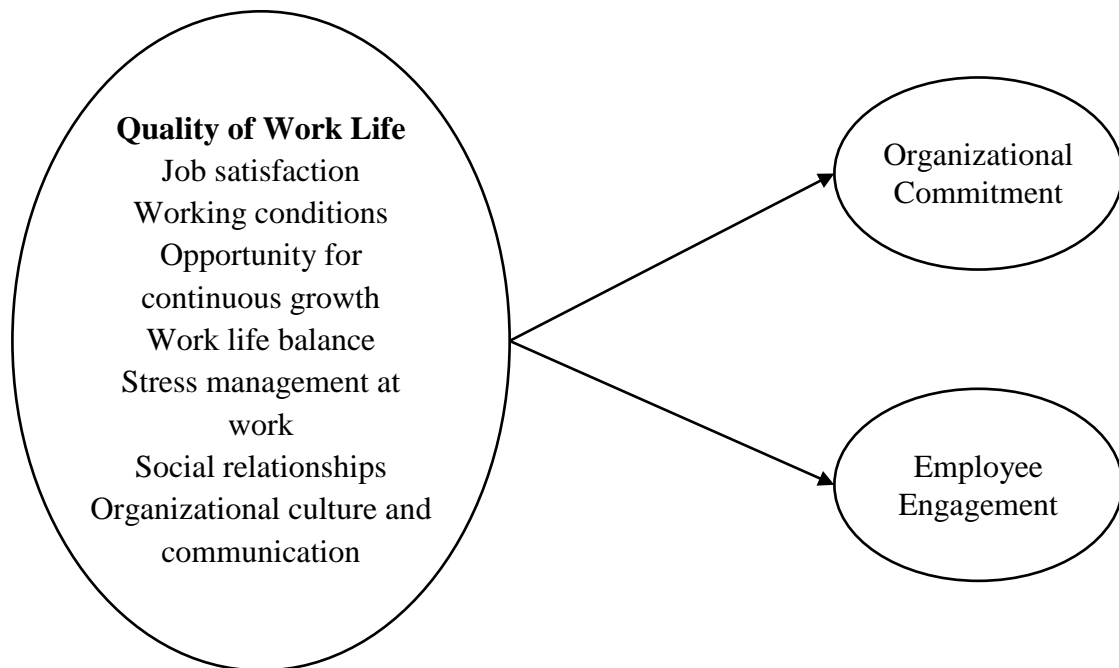 Quality of Work Life
Job satisfaction
Working conditions
Opportunity for
continuous growth
Work life balance
Stress management at
work
Social relationships
Organizational culture and
communication
Organizational
Commitment
Employee
Engagement